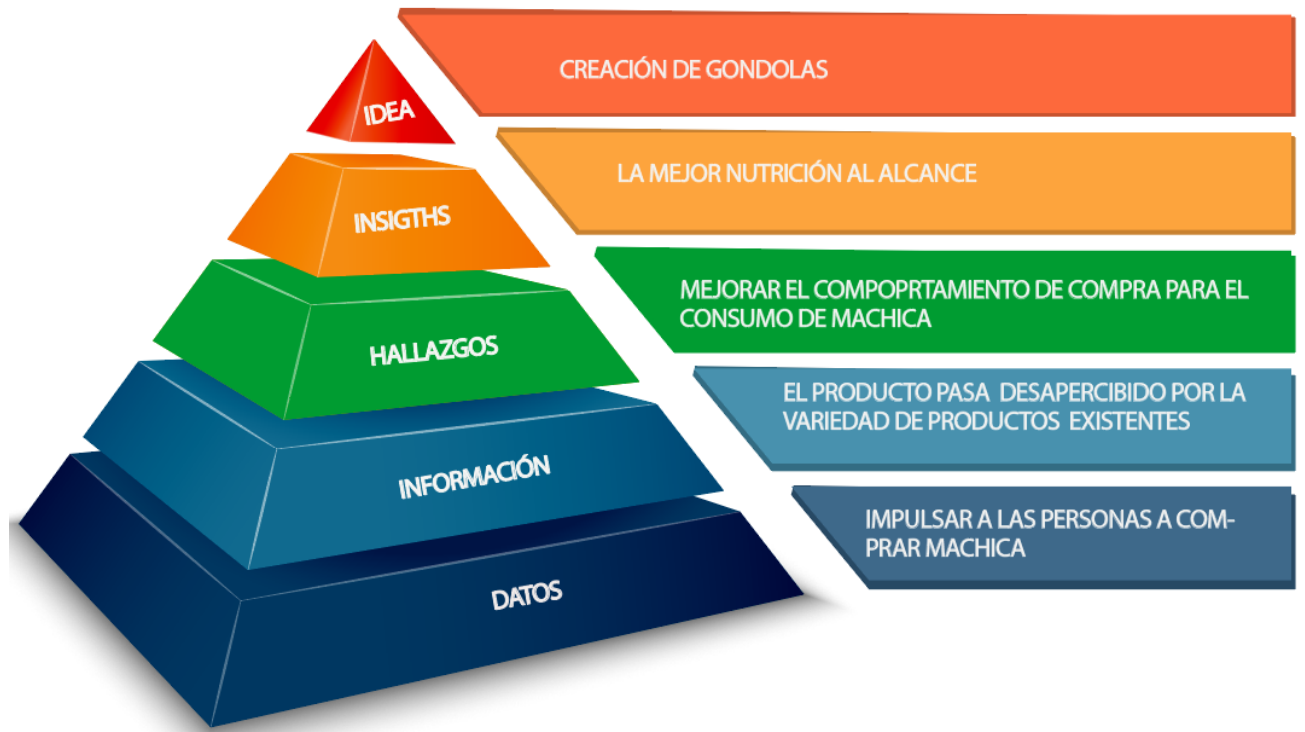 IDEA
CREACIÓN DE GONDOLAS
INSIGTHS
LA MEJOR NUTRICIÓN AL ALCANCE
HALLAZGOS
MEJORAR EL COMPOPRTAMIENTO DE COMPRA PARA EL
CONSUMO DE MACHICA
INFORMACIÓN
EL PRODUCTO PASA DESAPERCIBIDO POR LA
VARIEDAD DE PRODUCTOS EXISTENTES
DATOS
IMPULSAR A LAS PERSONAS A COM-
PRAR MACHICA